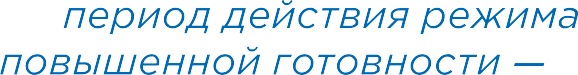 период действия режима
повышенной готовности —